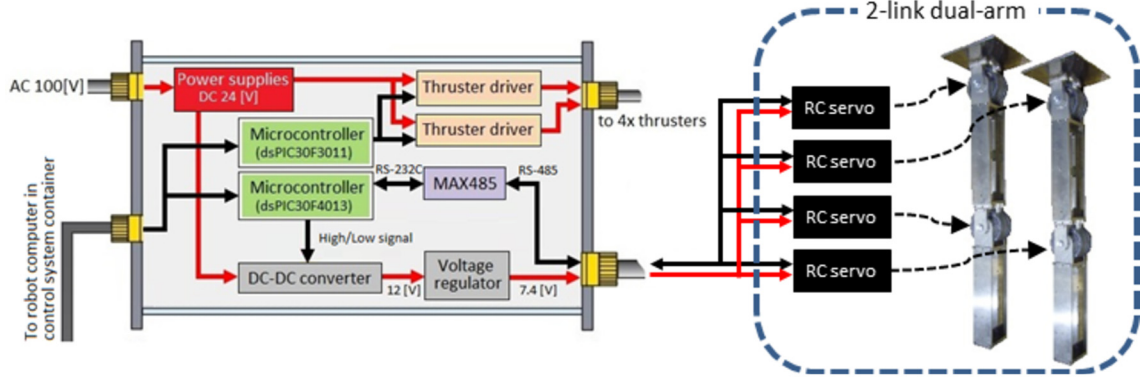 2-link dual-arm
AC 100[V]
Power supplies
DC 24 [V]
Thruster driver
Thruster driver
to 4x thrusters
Microcontroller
(dsPIC30F3011)
Microcontroller
(dsPIC30F4013)
RS-232C
MAX485
RS-485
High/Low signal
DC-DC converter
12 [V]
Voltage
regulator
7.4 [V]
To robot computer in
control system container
RC servo
RC servo
RC servo
RC servo